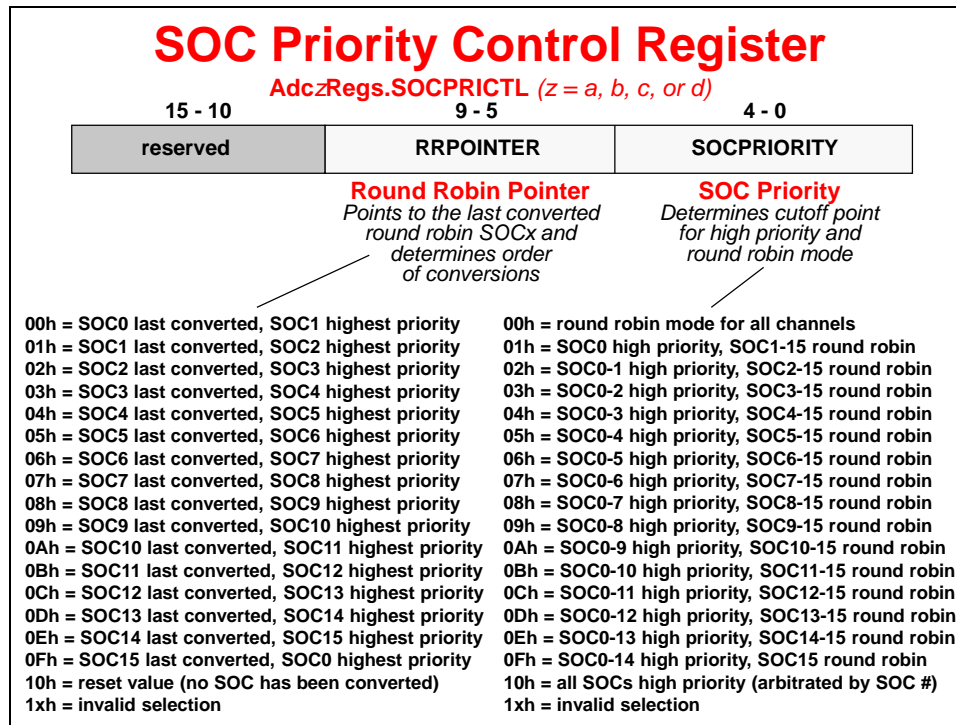 SOC Priority Control Register
AdczRegs.SOCPRICTL (z = a, b, c, or d)
15 - 10 9 - 5 4 - 0
reserved RRPOINTER SOCPRIORITY
Round Robin Pointer
Points to the last converted
round robin SOCx and
determines order
of conversions
SOC Priority
Determines cutoff point
for high priority and
round robin mode
00h = SOC0 last converted, SOC1 highest priority
01h = SOC1 last converted, SOC2 highest priority
02h = SOC2 last converted, SOC3 highest priority
03h = SOC3 last converted, SOC4 highest priority
04h = SOC4 last converted, SOC5 highest priority
05h = SOC5 last converted, SOC6 highest priority
06h = SOC6 last converted, SOC7 highest priority
07h = SOC7 last converted, SOC8 highest priority
08h = SOC8 last converted, SOC9 highest priority
09h = SOC9 last converted, SOC10 highest priority
0Ah = SOC10 last converted, SOC11 highest priority
0Bh = SOC11 last converted, SOC12 highest priority
0Ch = SOC12 last converted, SOC13 highest priority
0Dh = SOC13 last converted, SOC14 highest priority
0Eh = SOC14 last converted, SOC15 highest priority
0Fh = SOC15 last converted, SOC0 highest priority
10h = reset value (no SOC has been converted)
1xh = invalid selection
00h = round robin mode for all channels
01h = SOC0 high priority, SOC1-15 round robin
02h = SOC0-1 high priority, SOC2-15 round robin
03h = SOC0-2 high priority, SOC3-15 round robin
04h = SOC0-3 high priority, SOC4-15 round robin
05h = SOC0-4 high priority, SOC5-15 round robin
06h = SOC0-5 high priority, SOC6-15 round robin
07h = SOC0-6 high priority, SOC7-15 round robin
08h = SOC0-7 high priority, SOC8-15 round robin
09h = SOC0-8 high priority, SOC9-15 round robin
0Ah = SOC0-9 high priority, SOC10-15 round robin
0Bh = SOC0-10 high priority, SOC11-15 round robin
0Ch = SOC0-11 high priority, SOC12-15 round robin
0Dh = SOC0-12 high priority, SOC13-15 round robin
0Eh = SOC0-13 high priority, SOC14-15 round robin
0Fh = SOC0-14 high priority, SOC15 round robin
10h = all SOCs high priority (arbitrated by SOC #)
1xh = invalid selection